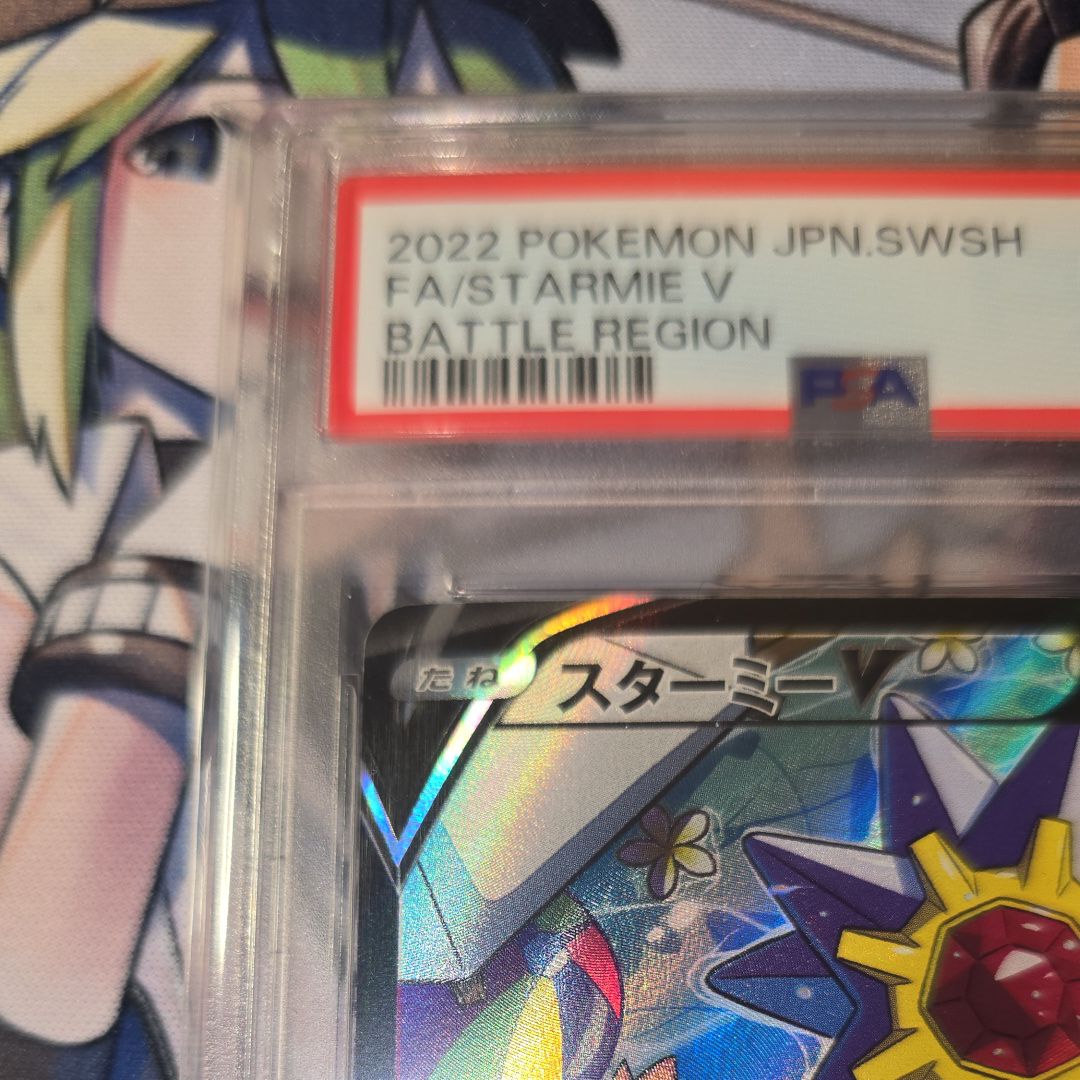 2022 POKEMON JPN.SWSH
FA/STARMIE V
BATTLE REGION
PSA
たね スターミーV